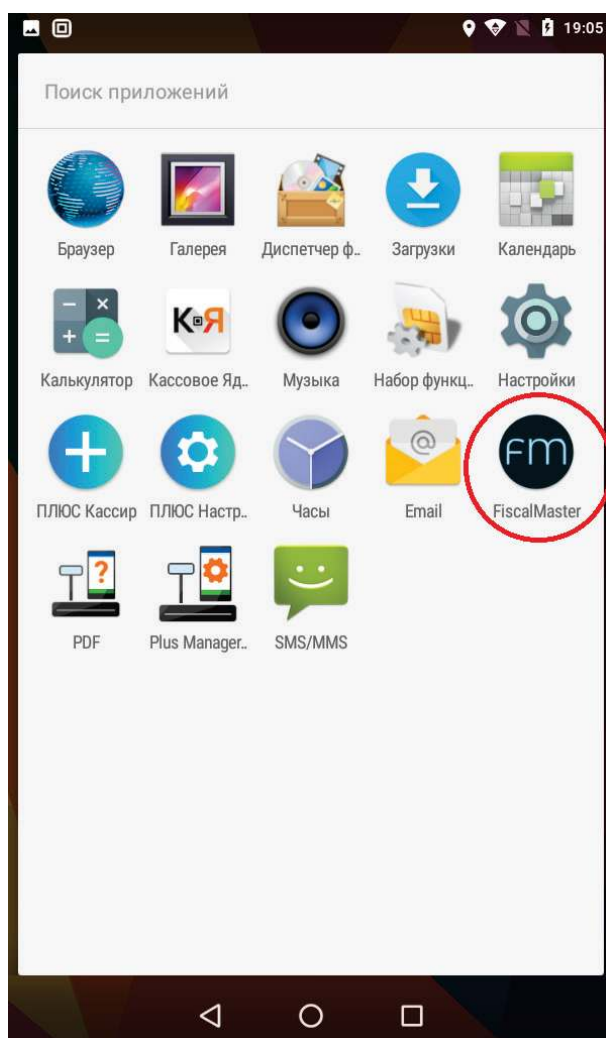 19:05
Поиск приложений
Браузер Галерея Диспетчер ф.. Загрузки Календарь
К Я
Калькулятор Кассовое Яд.. Музыка Набор функц.. Настройки
@ FM
ПЛЮС Кассир ПЛЮС Настр.. Часы Email FiscalMaster
?
PDF Plus Manager.. SMS/MMS